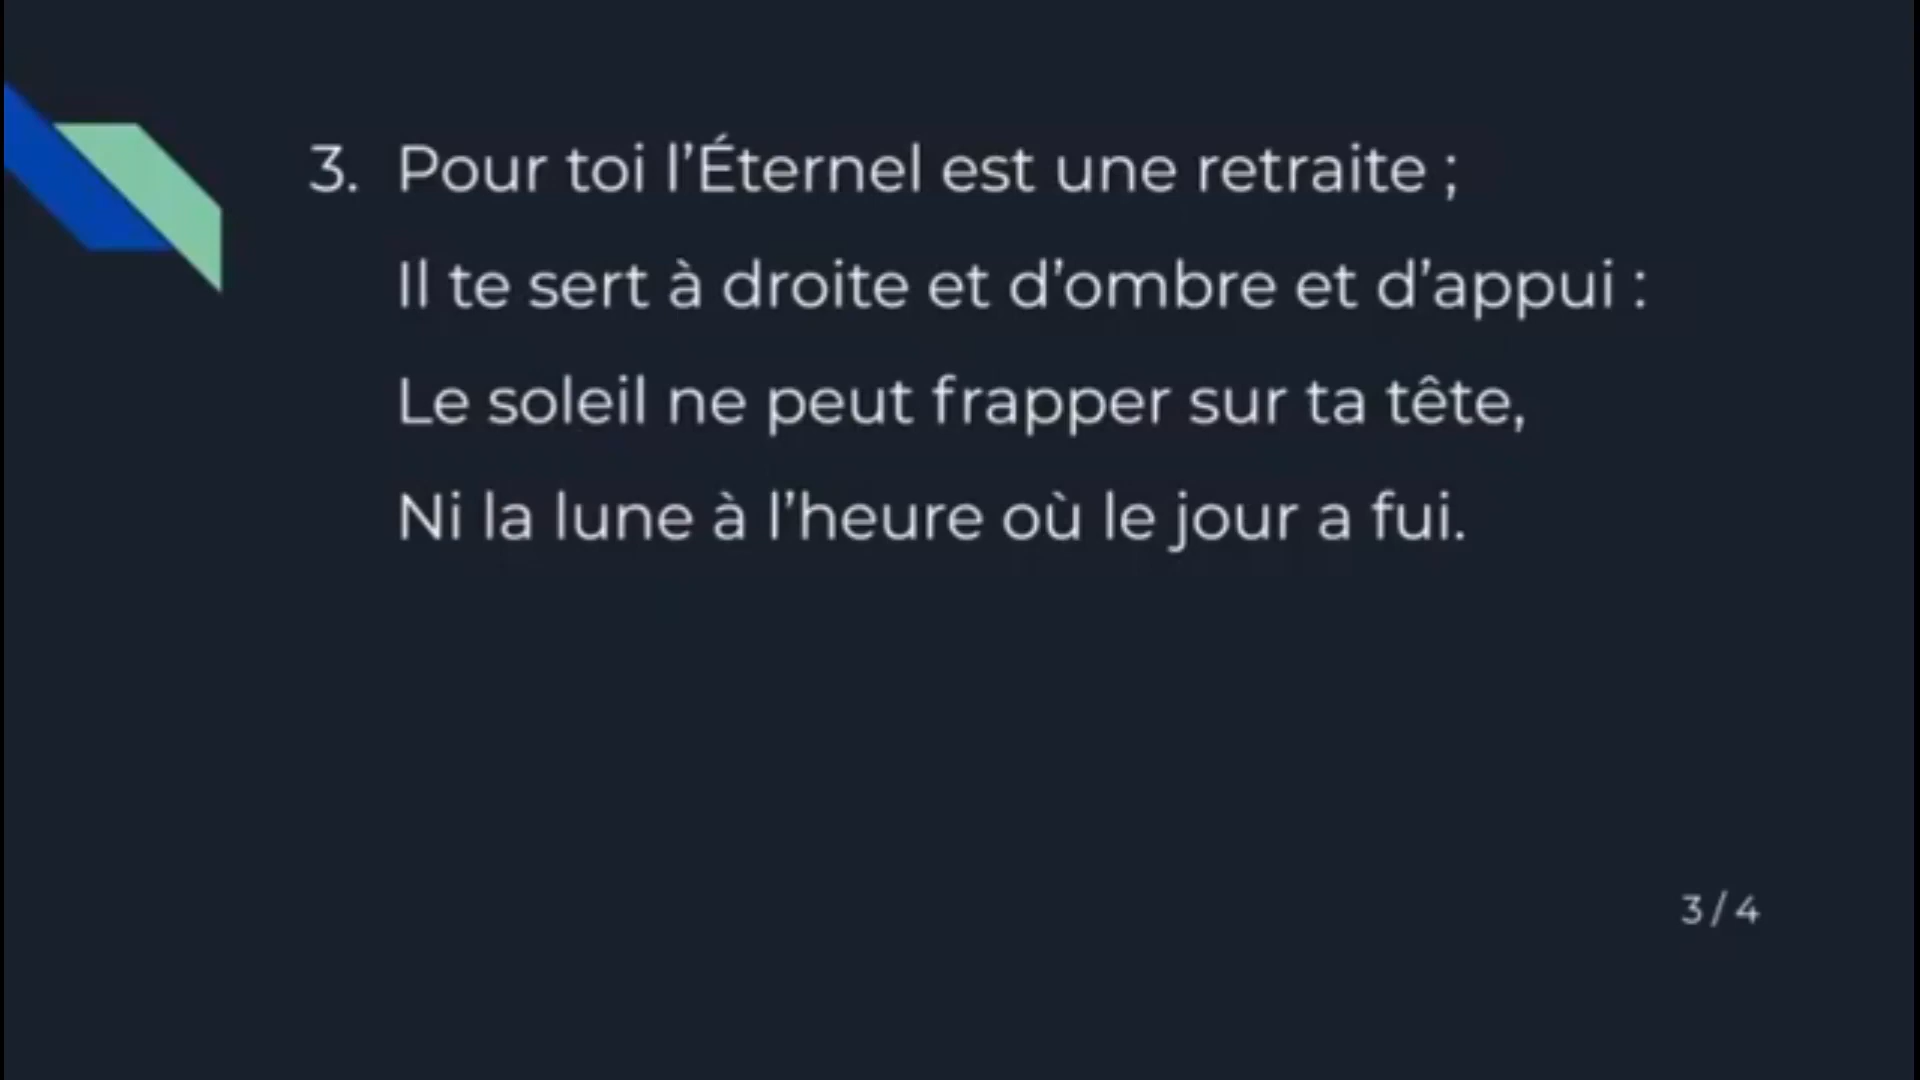 3. Pour toi l’Éternel est une retraite ;
Il te sert à droite et d’ombre et d’appui :
Le soleil ne peut frapper sur ta tête,
Ni la lune à l’heure où le jour a fui.
3 / 4